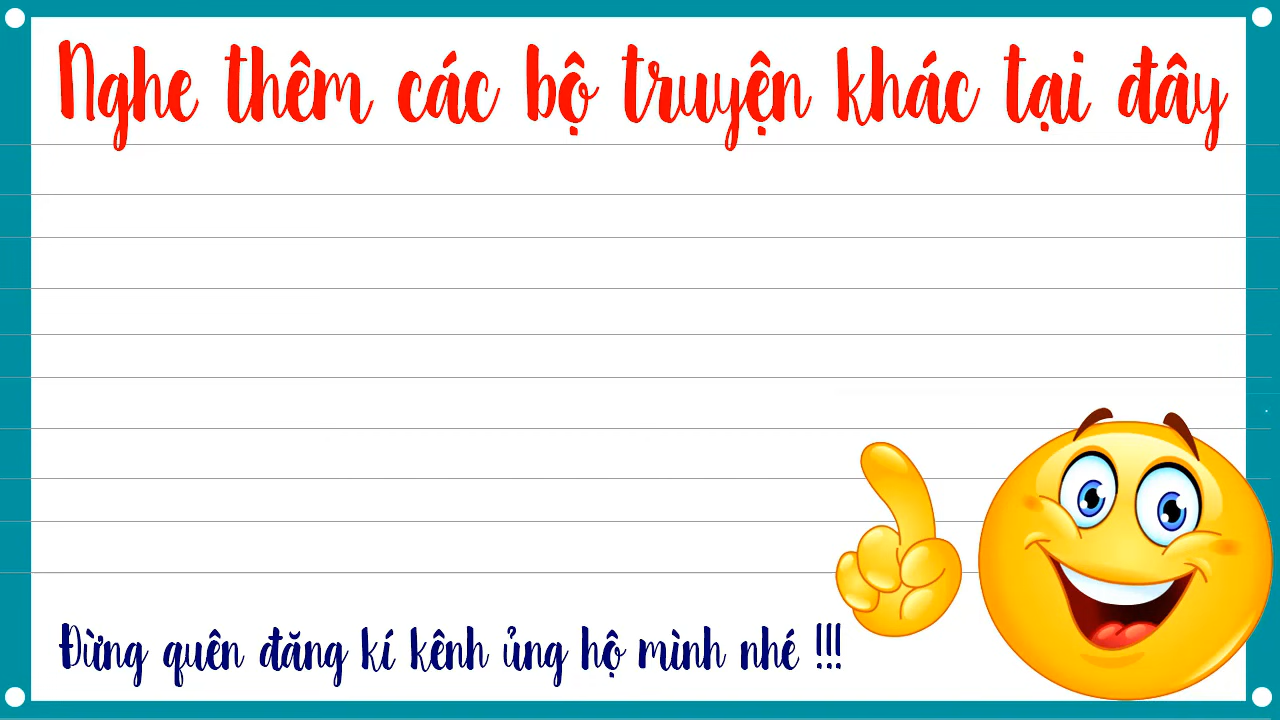 Nghe thêm các bộ truyện khác tại đây
Đừng quên đăng kí kênh ủng hộ mình nhé !!!